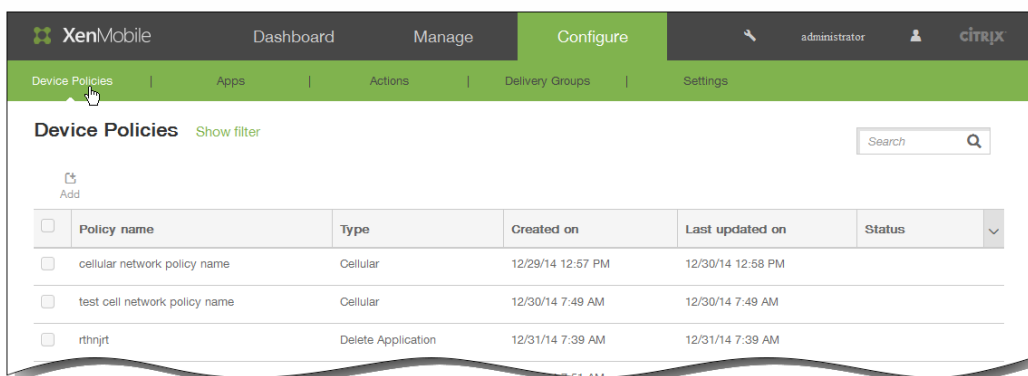 XenMobile Dashboard Manage Configure administrator CİTRIX
Device Policies | Apps | Actions | Delivery Groups | Settings
Device Policies Show filter Search
Add
Policy name Type Created on Last updated on Status
cellular network policy name Cellular 12/29/14 12:57 PM 12/30/14 12:58 PM
test cell network policy name Cellular 12/30/14 7:49 AM 12/30/14 7:49 AM
rthnjrt Delete Application 12/31/14 7:39 AM 12/31/14 7:39 AM